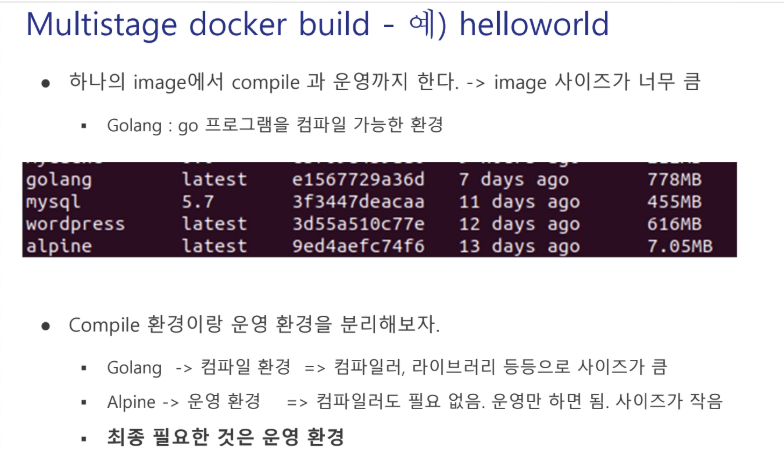 Multistage docker build - 예) helloworld
● 하나의 image에서 compile 과 운영까지 한다. -> image 사이즈가 너무 큼
▪ Golang : go 프로그램을 컴파일 가능한 환경
golang latest e1567729a36d 7 days ago 778MB
mysql 5.7 3f3447deacaa 11 days ago 455MB
wordpress latest 3d55a510c77e 12 days ago 616MB
alpine latest 9ed4aefc74f6 13 days ago 7.05MB
● Compile 환경이랑 운영 환경을 분리해보자.
▪ Golang -> 컴파일 환경 => 컴파일러, 라이브러리 등등으로 사이즈가 큼
▪ Alpine -> 운영 환경 => 컴파일러도 필요 없음. 운영만 하면 됨. 사이즈가 작음
▪ 최종 필요한 것은 운영 환경